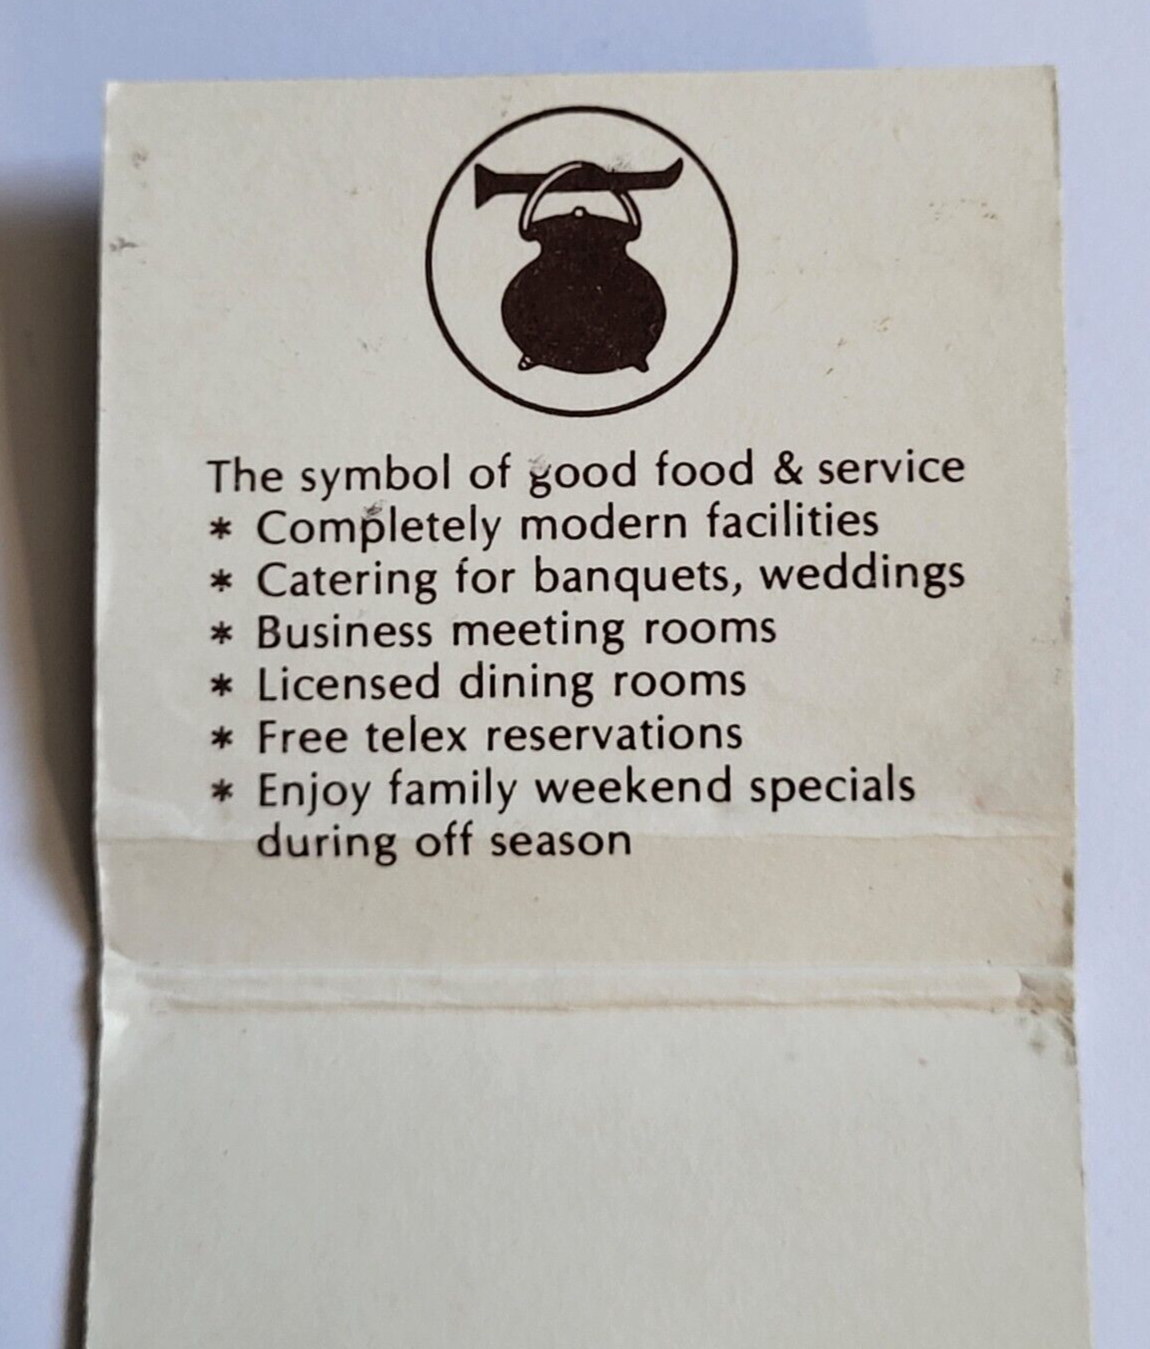 The symbol of good food & service
* Completely modern facilities
* Catering for banquets, weddings
* Business meeting rooms
* Licensed dining rooms
* Free telex reservations
* Enjoy family weekend specials
during off season